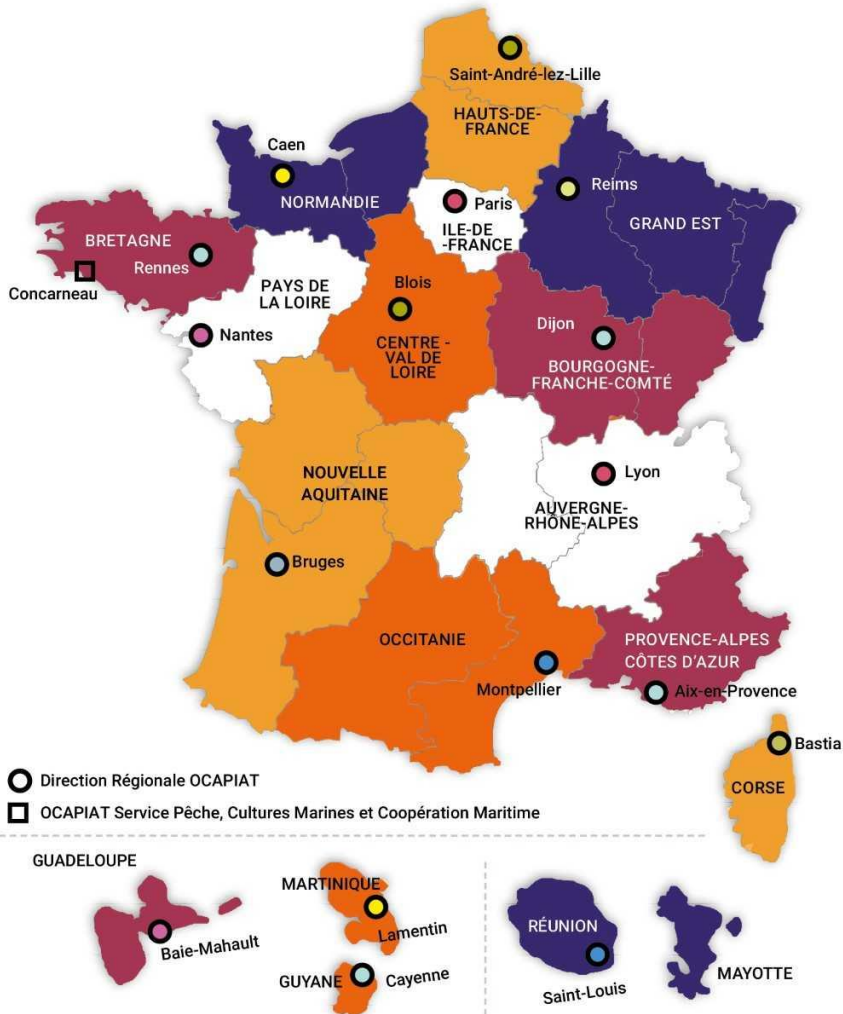 Saint-André-lez-Lille
HAUTS-DE-
FRANCE
Caen
NORMANDIE
Reims
Paris
ILE-DE
-FRANCE
GRAND EST
BRETAGNE
Rennes
Concarneau
PAYS DE
LA LOIRE
Nantes
Blois
CENTRE -
VAL DE
LOIRE
Dijon
BOURGOGNE-
FRANCHE-COMTÉ
NOUVELLE
AQUITAINE
Lyon
AUVERGNE-
RHÔNE-ALPES
Bruges
OCCITANIE
Montpellier
PROVENCE-ALPES
CÔTES D'AZUR
Aix-en-Provence
Bastia
CORSE
Direction Régionale OCAPIAT
OCAPIAT Service Pêche, Cultures Marines et Coopération Maritime
GUADELOUPE
Baie-Mahault
MARTINIQUE
Lamentin
GUYANE
Cayenne
RÉUNION
Saint-Louis
MAYOTTE